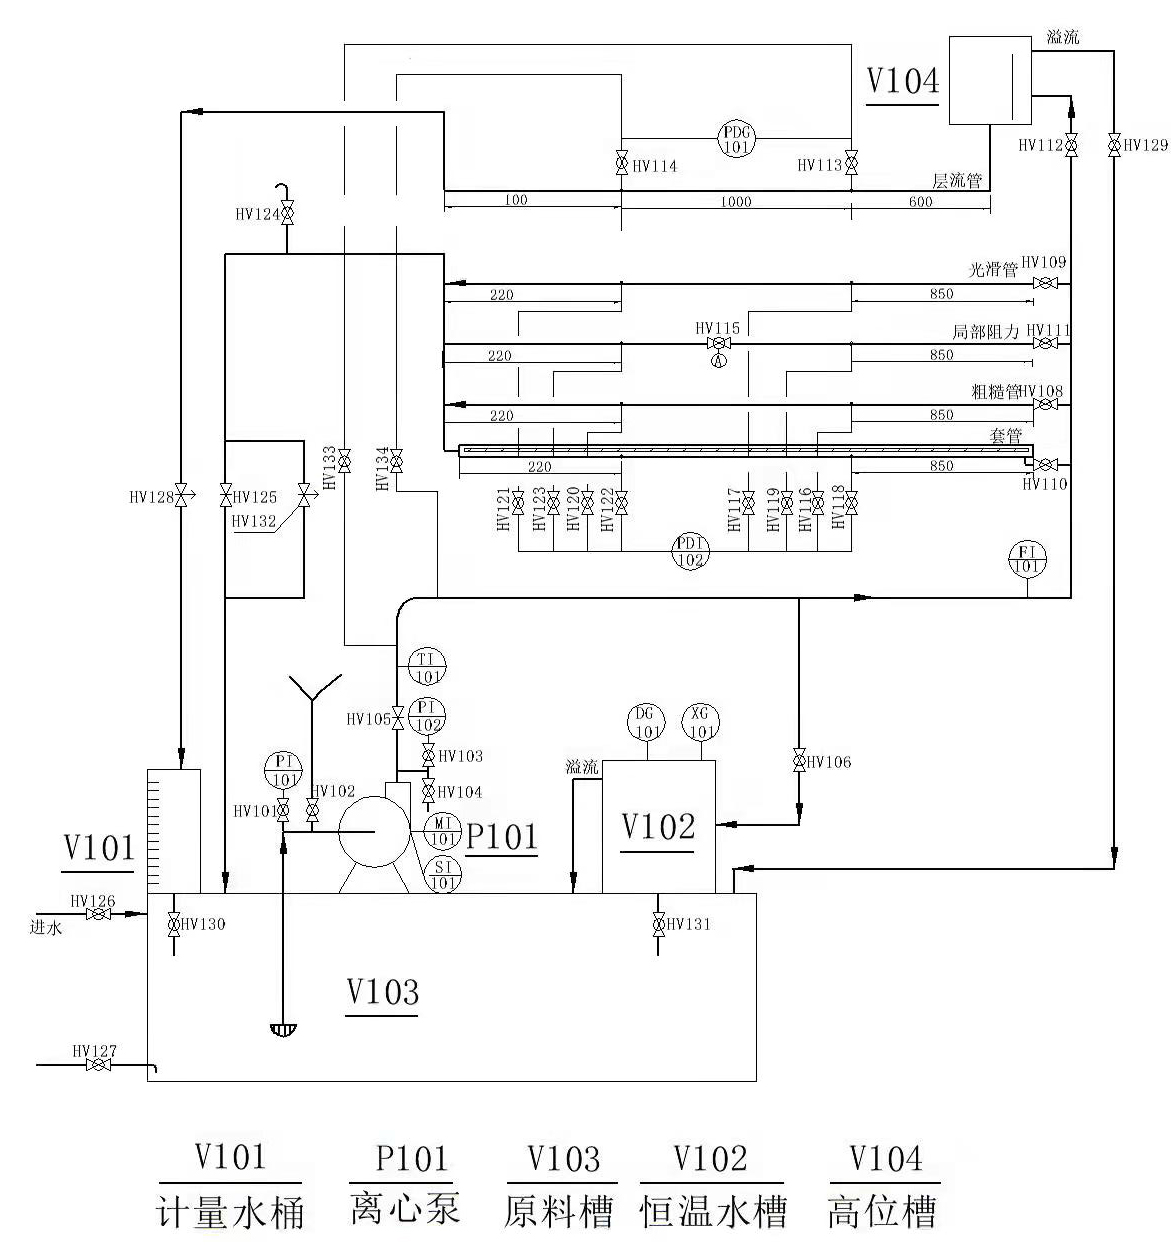 溢流
V104
PDG
101
HV112
HV129
HV114
HV113
层流管
100
1000
600
HV124
光滑管
HV109
220
850
HV115
局部阻力
HV111
A
220
850
粗糙管
HV108
220
850
套管
220
850
HV110
HV133
HV134
HV128
HV125
HV132
HV121
HV123
HV120
HV122
HV117
HV119
HV116
HV118
PDI
102
FI
101
TI
101
PI
102
HV105
DG
101
XG
101
HV103
PI
101
HV104
HV106
溢流
HV102
HV101
MI
101
P101
V102
V101
SI
101
HV126
进水
HV130
HV131
V103
HV127
V101 P101 V103 V102 V104
计量水桶 离心泵 原料槽 恒温水槽 高位槽